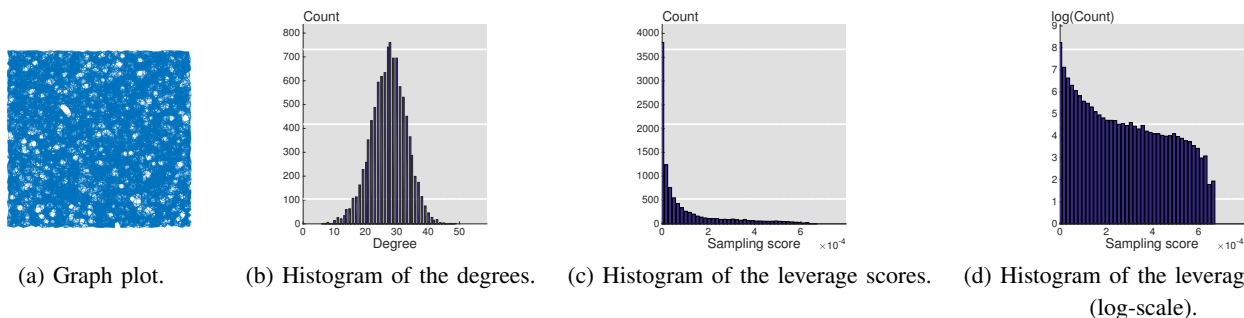 Count
800
700
600
500
400
300
200
100
0
0 10 20 30 40 50
Degree
Count
4000
3500
3000
2500
2000
1500
1000
500
0
0 2 4 6
Sampling score ×10^-4
log(Count)
9
8
7
6
5
4
3
2
1
0
0 2 4 6
Sampling score ×10^-4
(a) Graph plot.
(b) Histogram of the degrees.
(c) Histogram of the leverage scores.
(d) Histogram of the leverag
(log-scale).